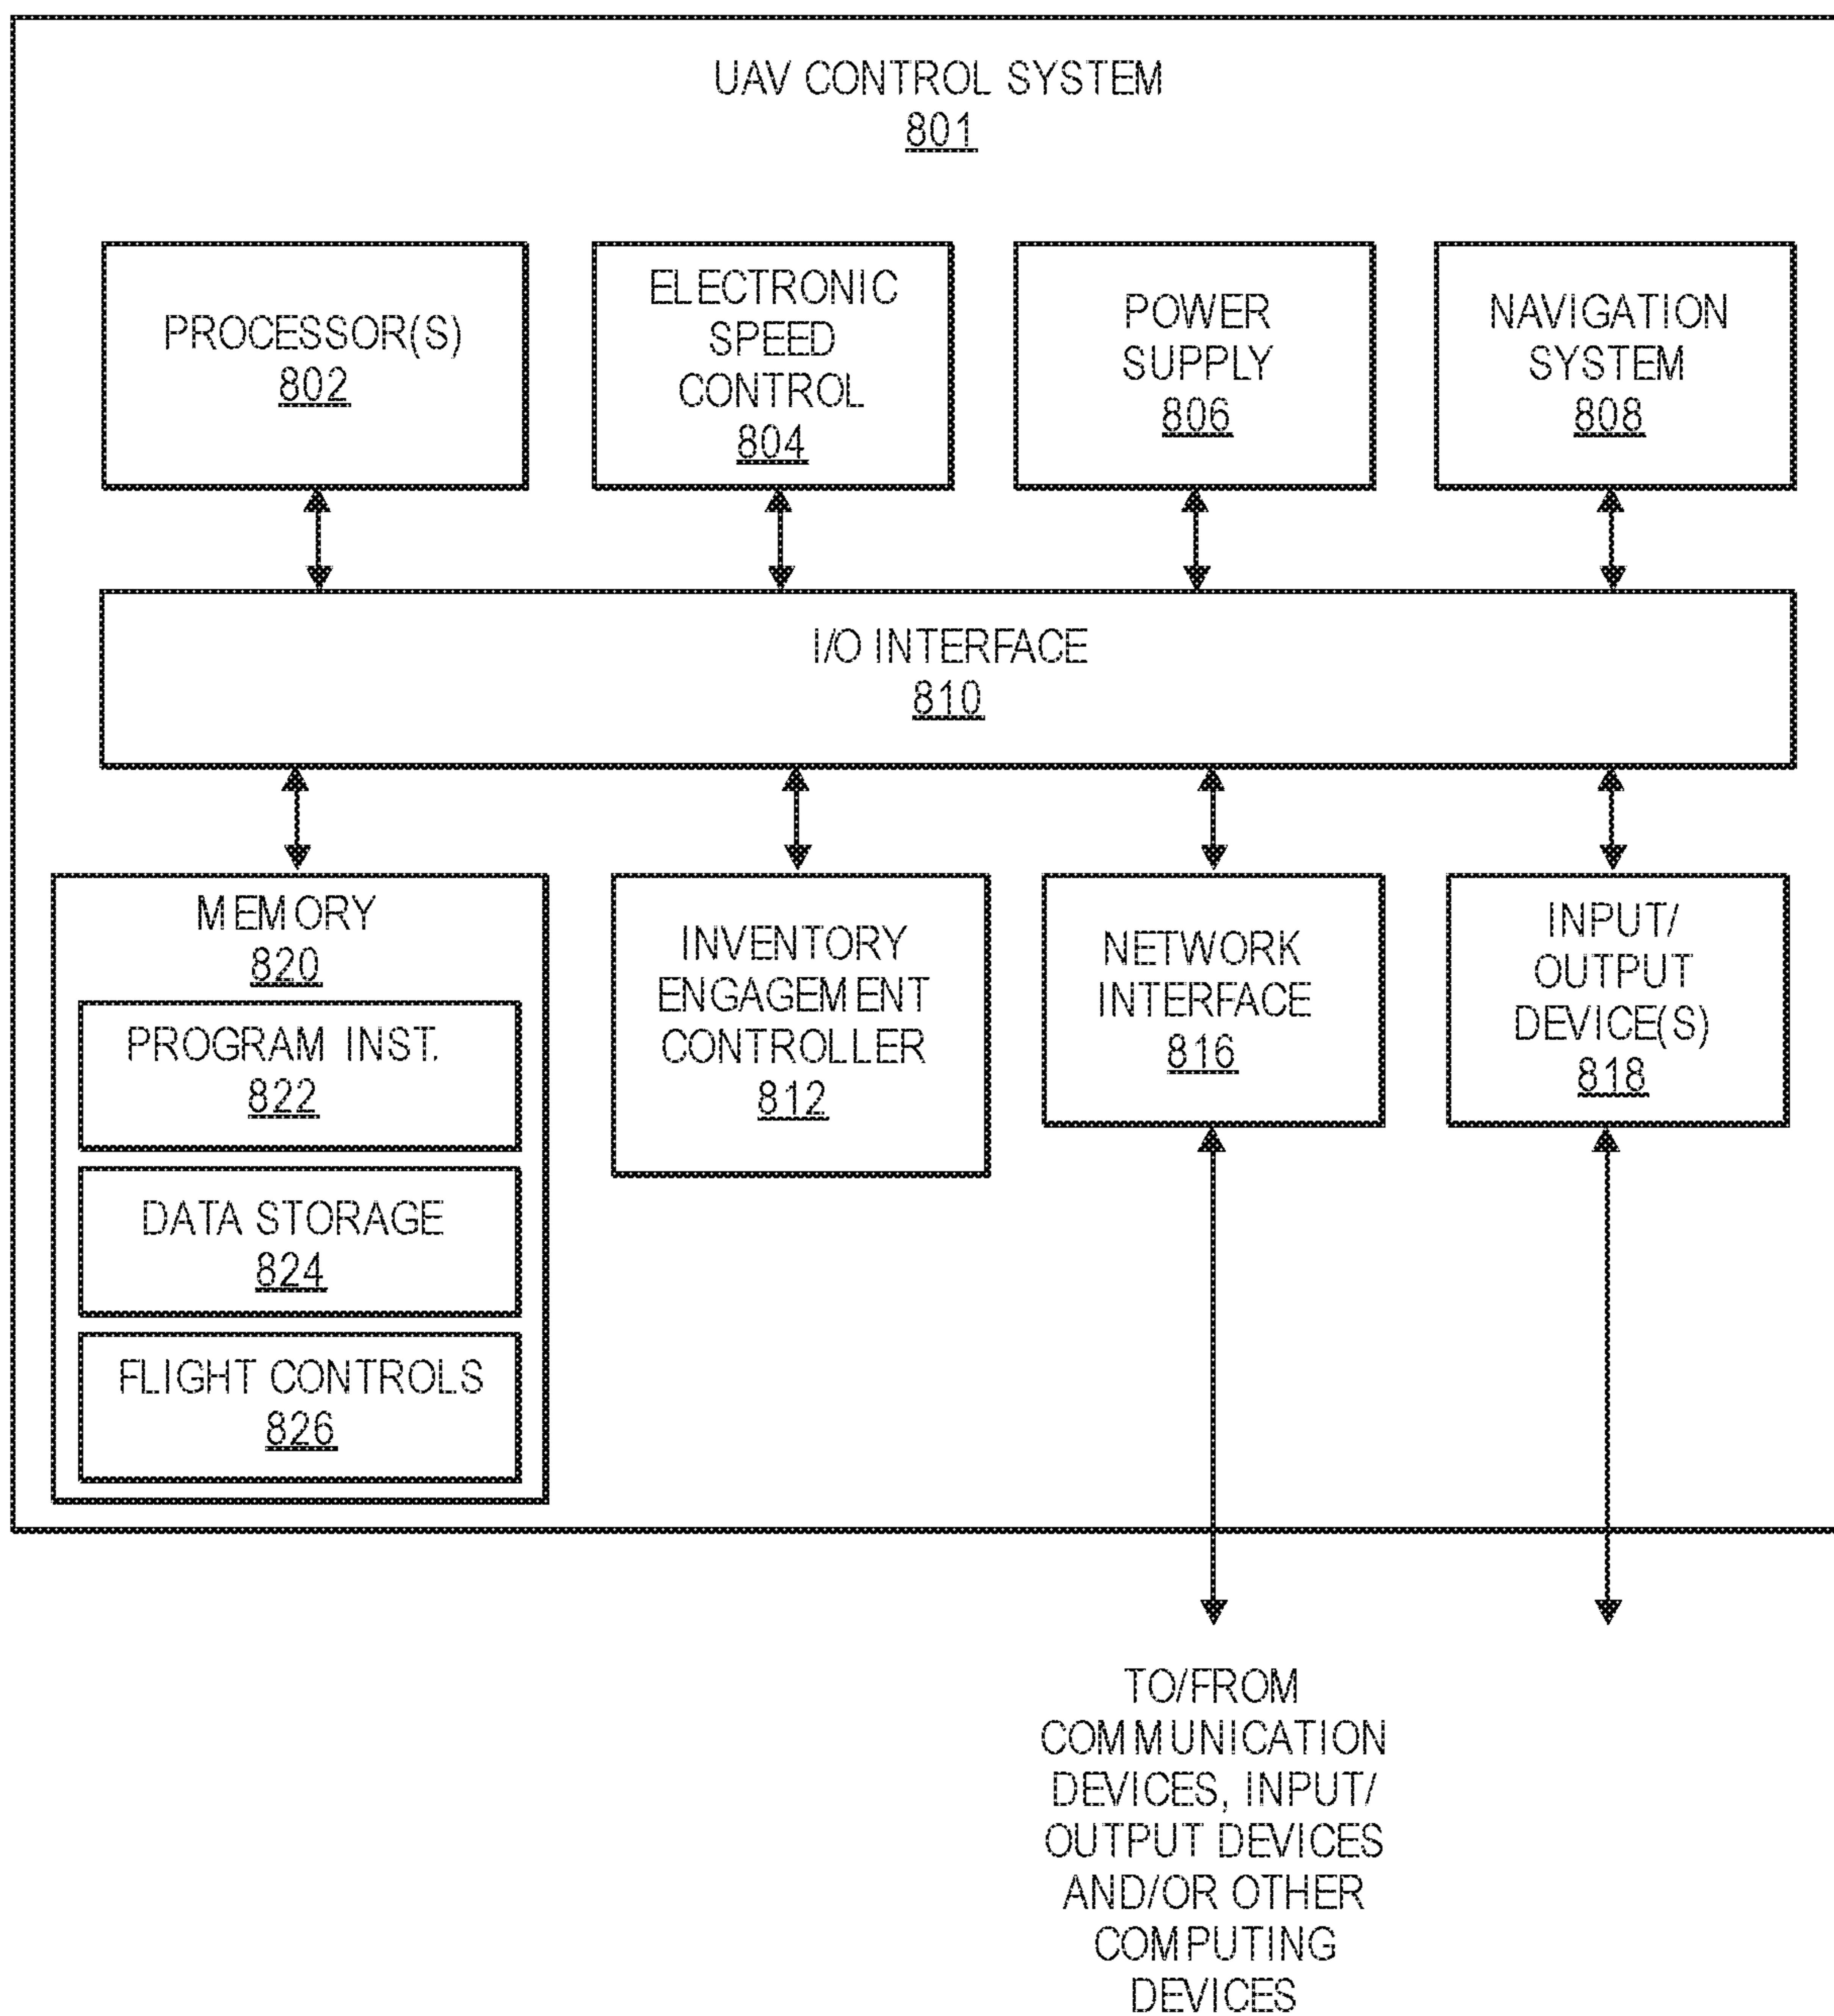 UAV CONTROL SYSTEM
801
PROCESSOR(S)
802
ELECTRONIC
SPEED
CONTROL
804
POWER
SUPPLY
806
NAVIGATION
SYSTEM
808
I/O INTERFACE
810
MEMORY
820
PROGRAM INST.
822
DATA STORAGE
824
FLIGHT CONTROLS
826
INVENTORY
ENGAGEMENT
CONTROLLER
812
NETWORK
INTERFACE
816
INPUT/
OUTPUT
DEVICE(S)
818
TO/FROM
COMMUNICATION
DEVICES, INPUT/
OUTPUT DEVICES
AND/OR OTHER
COMPUTING
DEVICES